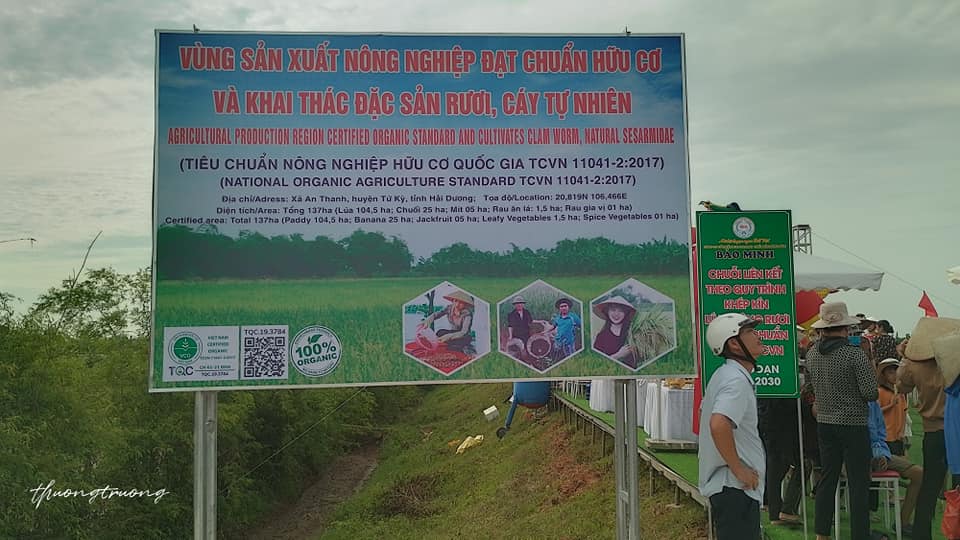 VÙNG SẢN XUẤT NÔNG NGHIỆP ĐẠT CHUẨN HỮU CƠ
VÀ KHAI THÁC ĐẶC SẢN RƯƠI, CÁY TỰ NHIÊN
AGRICULTURAL PRODUCTION REGION CERTIFIED ORGANIC STANDARD AND CULTIVATES CLAM WORM, NATURAL SESARMIDAE
(TIÊU CHUẨN NÔNG NGHIỆP HỮU CƠ QUỐC GIA TCVN 11041-2:2017)
(NATIONAL ORGANIC AGRICULTURE STANDARD TCVN 11041-2:2017)
Địa chỉ/Adress: Xã An Thanh, huyện Tứ Kỳ, tỉnh Hải Dương; Tọa độ/Location: 20,819N 106,466E
Diện tích/Area: Tổng 137ha (Lúa 104,5 ha; Chuối 25 ha; Mít 05 ha; Rau ăn lá: 1,5 ha; Rau gia vị 01 ha)
Certified area: Total 137ha (Paddy 104,5 ha; Banana 25 ha; Jackfruit 05 ha; Leafy Vegetables 1,5 ha; Spice Vegetables 01 ha)
VCO
TQC
VIETNAM
CERTIFIED
ORGANIC
TQC.19.3784
TQC.19.3784
100%
ORGANIC
BẢO MINH
CHUỖI LIÊN KẾT
THEO QUY TRÌNH
KHÉP KÍN
RƯƠI
CHUẨN
TCVN
2030
thuongtruong